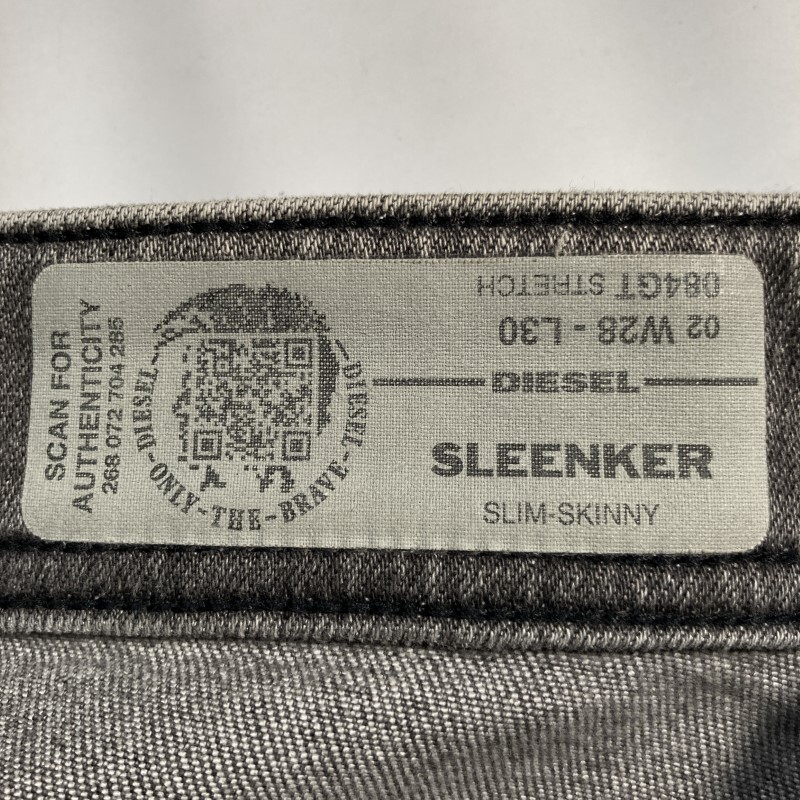 SCAN FOR
AUTHENTICITY
268 072 704 285
DIESEL-ONLY-THE-BRAVE-DIESEL
084GT STRETCH
02 W28 - L30
DIESEL
SLEENKER
SLIM-SKINNY